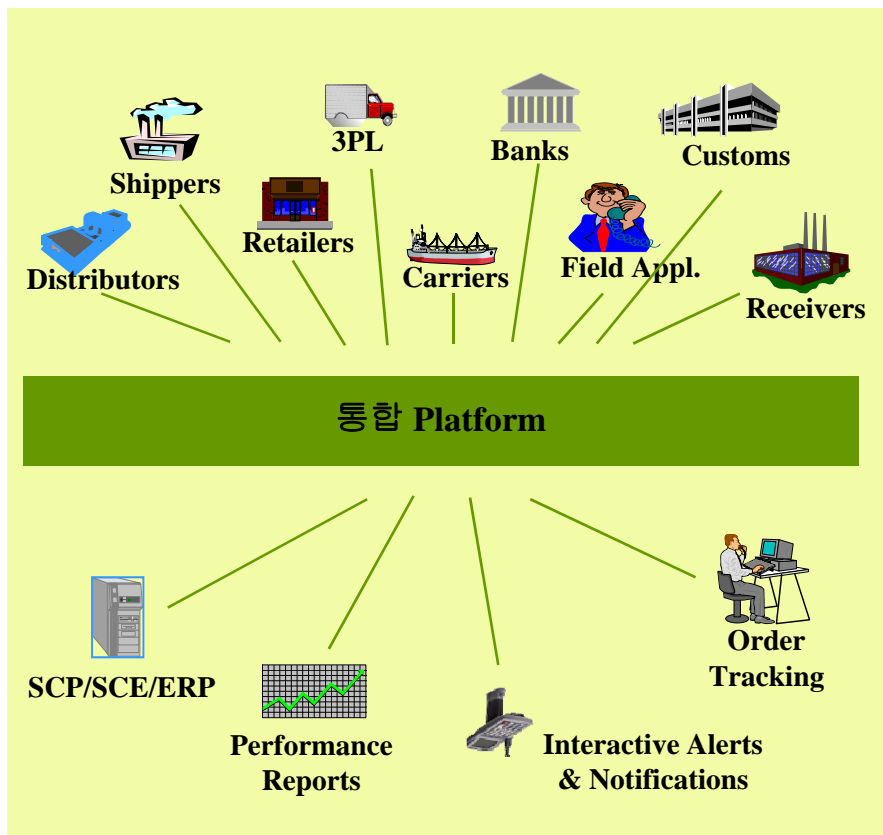 3PL
Banks
Customs
Shippers
Retailers
Carriers
Field Appl.
Distributors
Receivers
통합 Platform
SCP/SCE/ERP
Performance
Reports
Interactive Alerts
& Notifications
Order
Tracking